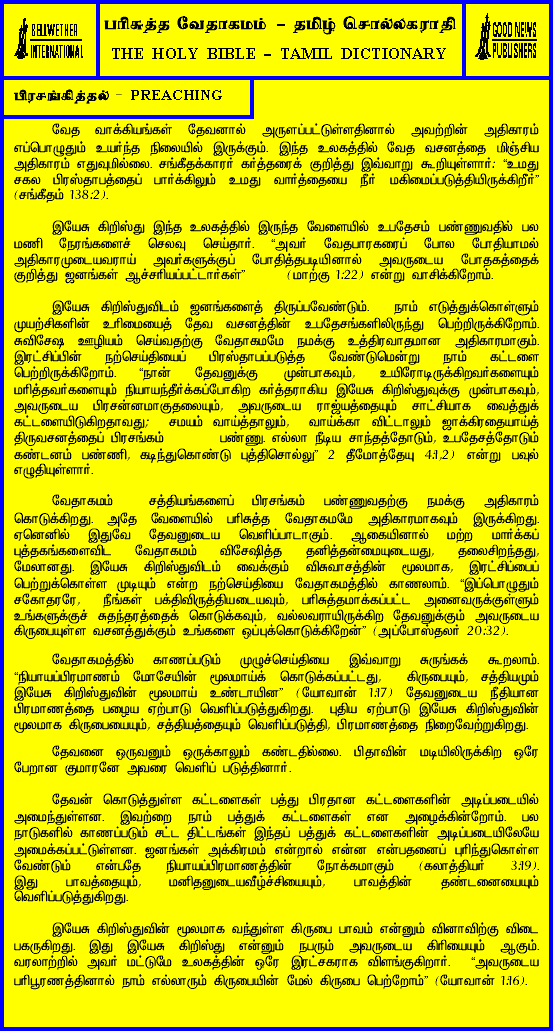 BELLWETHER
INTERNATIONAL
பரிசுத்த வேதாகமம் - தமிழ் சொல்லகராதி
THE HOLY BIBLE - TAMIL DICTIONARY
GOOD NEWS
PUBLISHERS
பிரசங்கித்தல் - PREACHING
வேத வாக்கியங்கள் தேவனால் அருளப்பட்டுள்ளதினால் அவற்றின் அதிகாரம்
எப்பொழுதும் உயர்ந்த நிலையில் இருக்கும். இந்த உலகத்தில் வேத வசனத்தை மிஞ்சிய
அதிகாரம் எதுவுமில்லை. சங்கீதக்காரர் கர்த்தரைக் குறித்து இவ்வாறு கூறியுள்ளார்: "உமது
சகல பிரஸ்தாபத்தைப் பார்க்கிலும் உமது வார்த்தையை நீர் மகிமைப்படுத்தியிருக்கிறீர்"
(சங்கீதம் 138:2).
இயேசு கிறிஸ்து இந்த உலகத்தில் இருந்த வேளையில் உபதேசம் பண்ணுவதில் பல
மணி நேரங்களைச் செலவு செய்தார். "அவர் வேதபாரகரைப் போல போதியாமல்
அதிகாரமுடையவராய் அவர்களுக்குப் போதித்தபடியினால் அவருடைய போதகத்தைக்
குறித்து ஜனங்கள் ஆச்சரியப்பட்டார்கள்" (மாற்கு 1:22) என்று வாசிக்கிறோம்.
இயேசு கிறிஸ்துவிடம் ஜனங்களைத் திருப்பவேண்டும். நாம் எடுத்துக்கொள்ளும்
முயற்சிகளின் உரிமையைத் தேவ வசனத்தின் உபதேசங்களிலிருந்து பெற்றிருக்கிறோம்.
சுவிசேஷ ஊழியம் செய்வதற்கு வேதாகமமே நமக்கு உத்திரவாதமான அதிகாரமாகும்.
இரட்சிப்பின் நற்செய்தியைப் பிரஸ்தாபப்படுத்த வேண்டுமென்று நாம் கட்டளை
பெற்றிருக்கிறோம். "நான் தேவனுக்கு முன்பாகவும், உயிரோடிருக்கிறவர்களையும்
மரித்தவர்களையும் நியாயந்தீர்க்கப்போகிற கர்த்தராகிய இயேசு கிறிஸ்துவுக்கு முன்பாகவும்,
அவருடைய பிரசன்னமாகுதலையும், அவருடைய ராஜ்யத்தையும் சாட்சியாக வைத்துக்
கட்டளையிடுகிறதாவது; சமயம் வாய்த்தாலும், வாய்க்கா விட்டாலும் ஜாக்கிரதையாய்த்
திருவசனத்தைப் பிரசங்கம் பண்ணு. எல்லா நீடிய சாந்தத்தோடும், உபதேசத்தோடும்
கண்டனம் பண்ணி, கடிந்துகொண்டு புத்திசொல்லு" 2 தீமோத்தேயு 4:1,2) என்று பவுல்
எழுதியுள்ளார்.
வேதாகமம் சத்தியங்களைப் பிரசங்கம் பண்ணுவதற்கு நமக்கு அதிகாரம்
கொடுக்கிறது. அதே வேளையில் பரிசுத்த வேதாகமமே அதிகாரமாகவும் இருக்கிறது.
ஏனெனில் இதுவே தேவனுடைய வெளிப்பாடாகும். ஆகையினால் மற்ற மார்க்கப்
புத்தகங்களைவிட வேதாகமம் விசேஷித்த தனித்தன்மையுடையது, தலைசிறந்தது,
மேலானது. இயேசு கிறிஸ்துவிடம் வைக்கும் விசுவாசத்தின் மூலமாக, இரட்சிப்பைப்
பெற்றுக்கொள்ள முடியும் என்ற நற்செய்தியை வேதாகமத்தில் காணலாம். "இப்பொழுதும்
சகோதரரே, நீங்கள் பக்திவிருத்தியடையவும், பரிசுத்தமாக்கப்பட்ட அனைவருக்குள்ளும்
உங்களுக்குச் சுதந்தரத்தைக் கொடுக்கவும், வல்லவராயிருக்கிற தேவனுக்கும் அவருடைய
கிருபையுள்ள வசனத்துக்கும் உங்களை ஒப்புக்கொடுக்கிறேன்" (அப்போஸ்தலர் 20:32).
வேதாகமத்தில் காணப்படும் முழுச்செய்தியை இவ்வாறு சுருங்கக் கூறலாம்.
"நியாயப்பிரமாணம் மோசேயின் மூலமாய்க் கொடுக்கப்பட்டது, கிருபையும், சத்தியமும்
இயேசு கிறிஸ்துவின் மூலமாய் உண்டாயின" (யோவான் 1:17) தேவனுடைய நீதியான
பிரமாணத்தை பழைய ஏற்பாடு வெளிப்படுத்துகிறது. புதிய ஏற்பாடு இயேசு கிறிஸ்துவின்
மூலமாக கிருபையையும், சத்தியத்தையும் வெளிப்படுத்தி, பிரமாணத்தை நிறைவேற்றுகிறது.
தேவனை ஒருவனும் ஒருக்காலும் கண்டதில்லை. பிதாவின் மடியிலிருக்கிற ஒரே
பேறான குமாரனே அவரை வெளிப் படுத்தினார்.
தேவன் கொடுத்துள்ள கட்டளைகள் பத்து பிரதான கட்டளைகளின் அடிப்படையில்
அமைந்துள்ளன. இவற்றை நாம் பத்துக் கட்டளைகள் என அழைக்கின்றோம். பல
நாடுகளில் காணப்படும் சட்ட திட்டங்கள் இந்தப் பத்துக் கட்டளைகளின் அடிப்படையிலேயே
அமைக்கப்பட்டுள்ளன. ஜனங்கள் அக்கிரமம் என்றால் என்ன என்பதனைப் புரிந்துகொள்ள
வேண்டும் என்பதே நியாயப்பிரமாணத்தின் நோக்கமாகும் (கலாத்தியர் 3:19).
இது பாவத்தையும், மனிதனுடையவீழ்ச்சியையும், பாவத்தின் தண்டனையையும்
வெளிப்படுத்துகிறது.
இயேசு கிறிஸ்துவின் மூலமாக வந்துள்ள கிருபை பாவம் என்னும் வினாவிற்கு விடை
பகருகிறது. இது இயேசு கிறிஸ்து என்னும் நபரும் அவருடைய கிரியையும் ஆகும்.
வரலாற்றில் அவர் மட்டுமே உலகத்தின் ஒரே இரட்சகராக விளங்குகிறார். "அவருடைய
பரிபூரணத்தினால் நாம் எல்லாரும் கிருபையின் மேல் கிருபை பெற்றோம்" (யோவான் 1:16).